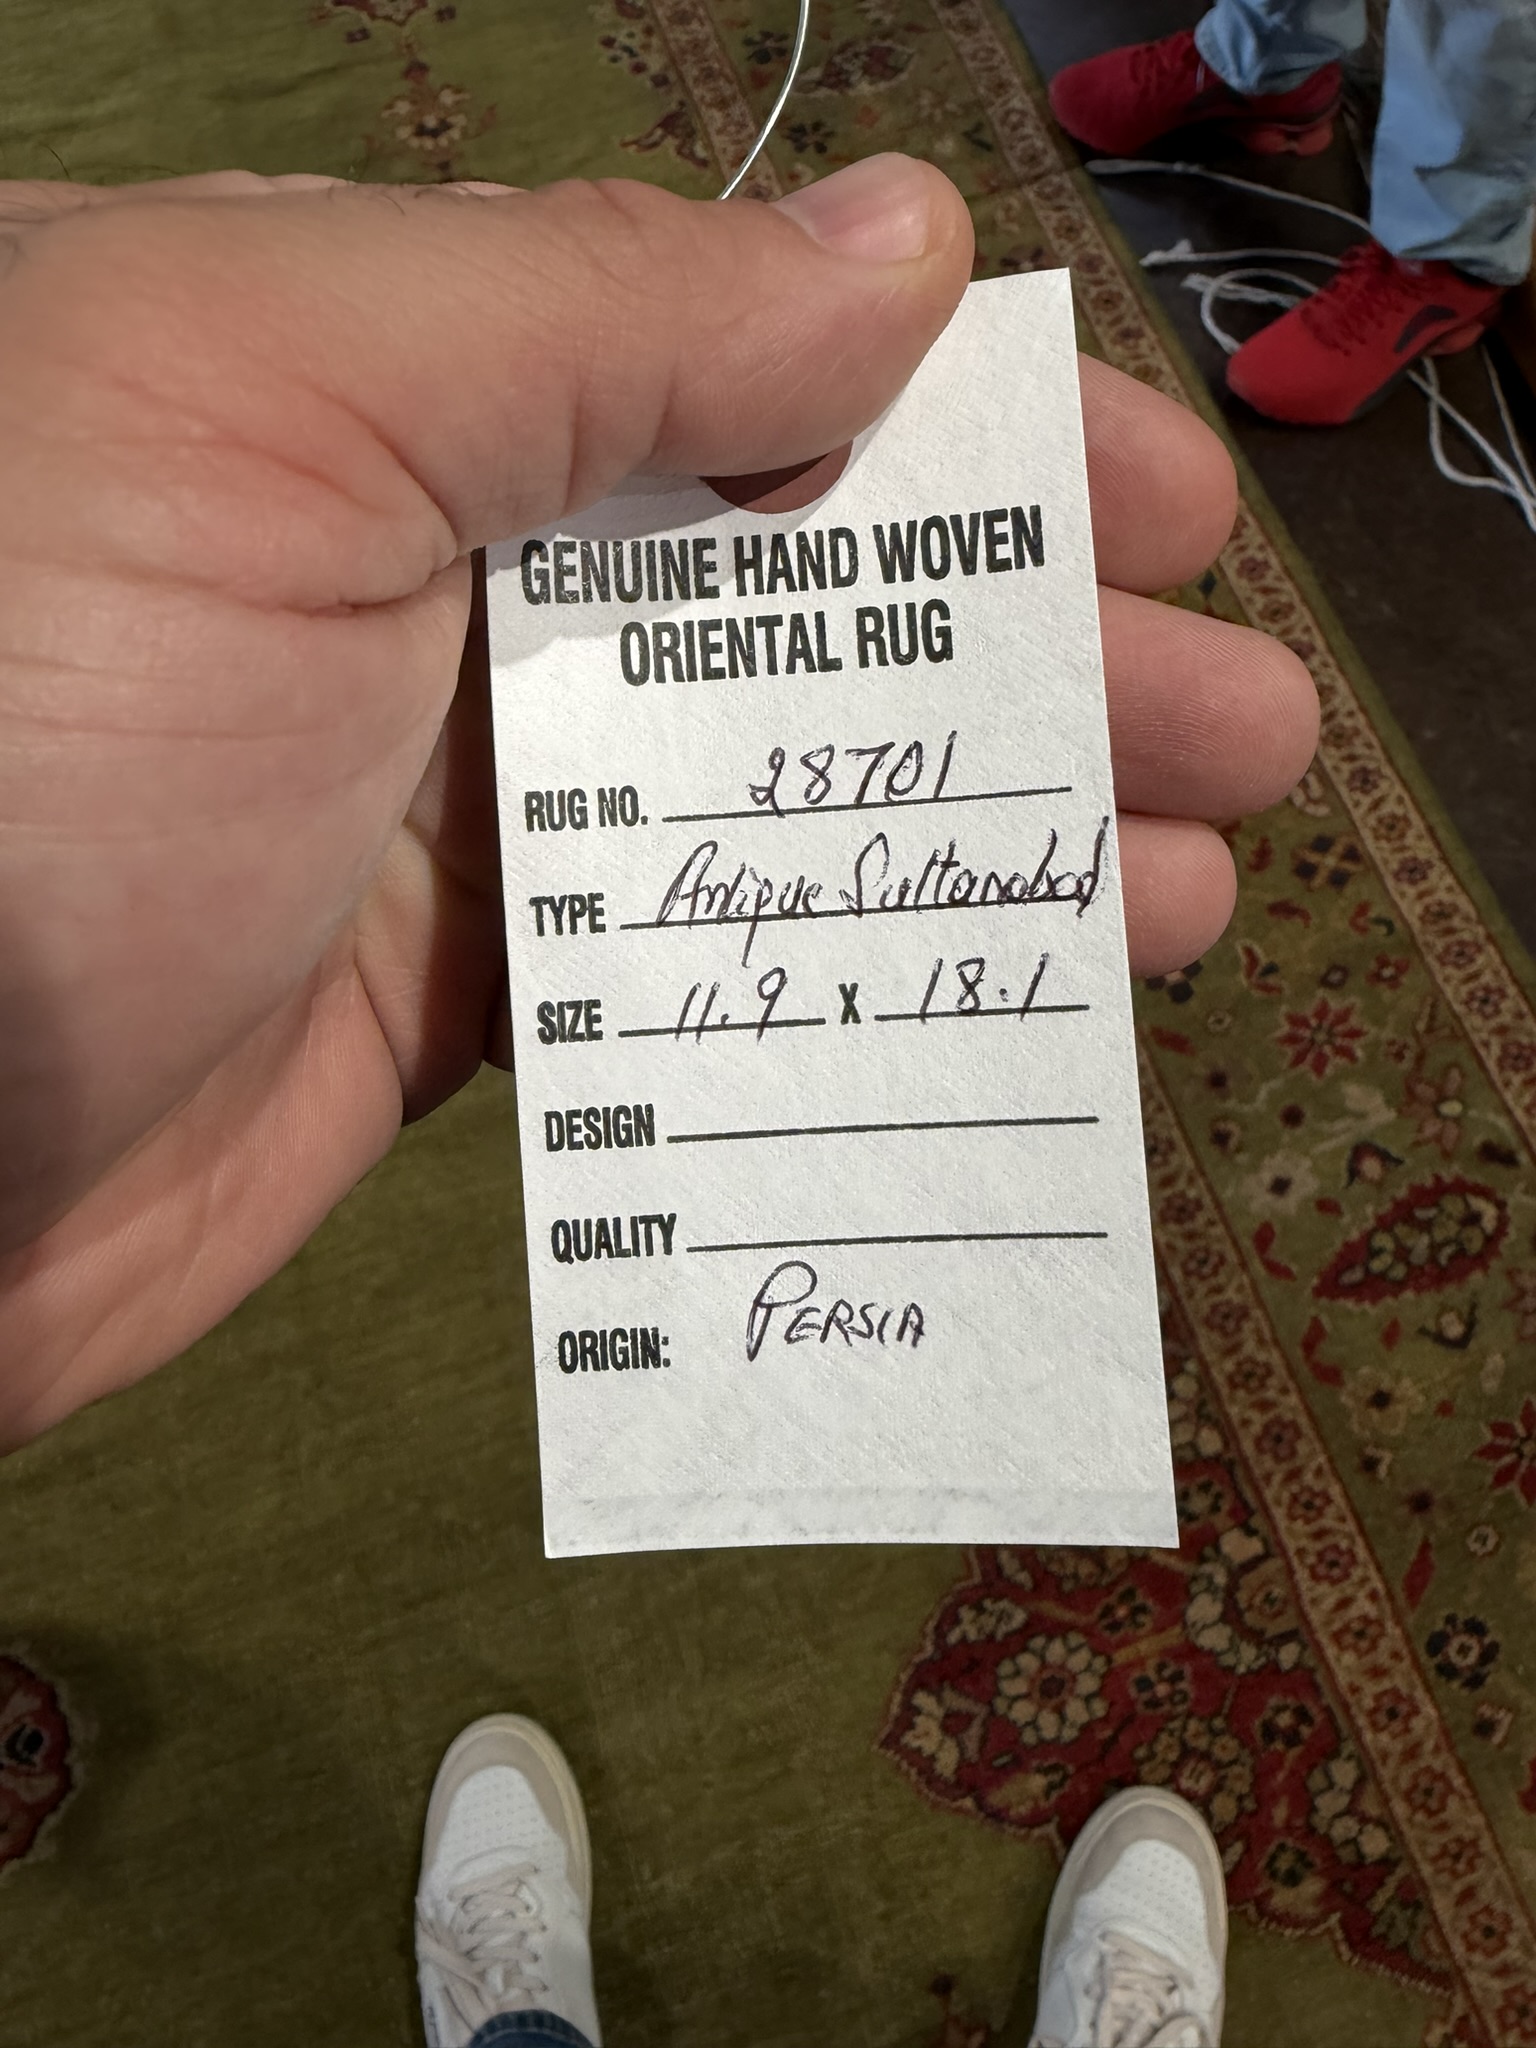 GENUINE HAND WOVEN
ORIENTAL RUG
RUG NO. 28701
TYPE Antique Sultanabad
SIZE 11.9 X 18.1
DESIGN
QUALITY
ORIGIN: PERSIA